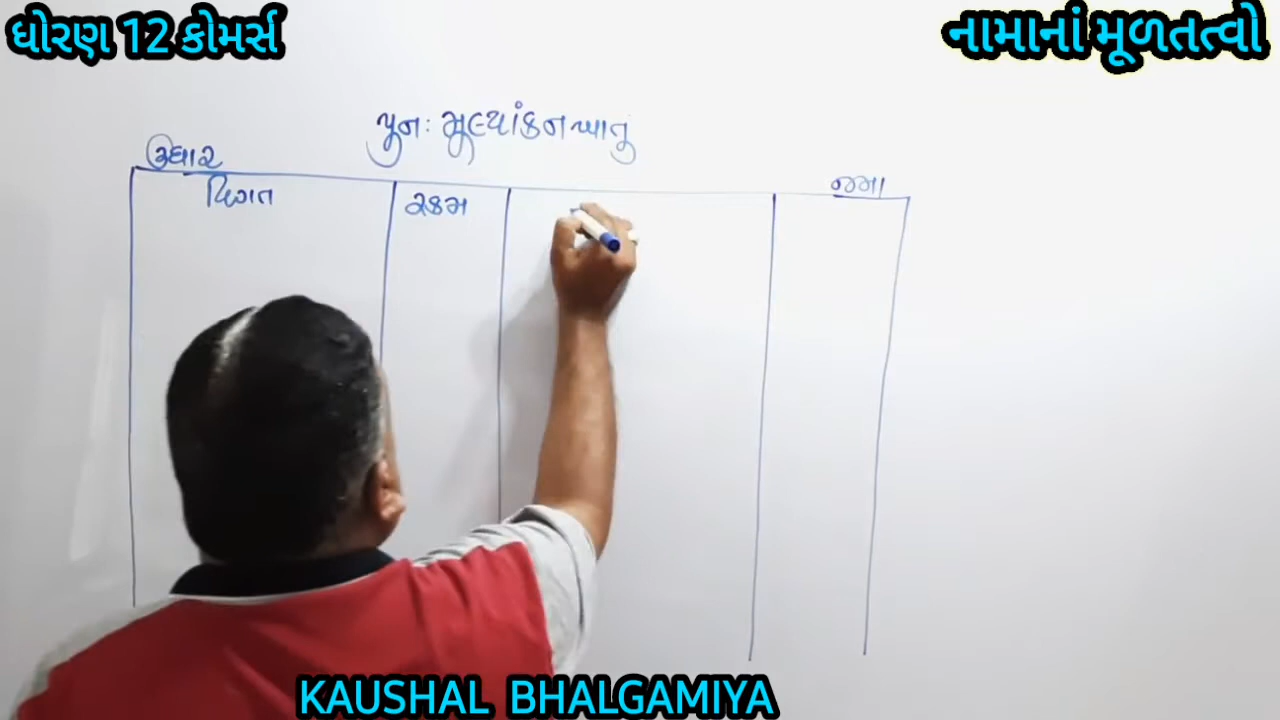 ધોરણ 12 કોમર્સ
નામાનાં મૂળતત્વો
પુનઃ મૂલ્યાંકન ખાતું
ઉધાર
જમા
વિગત રકમ
KAUSHAL BHALGAMIYA